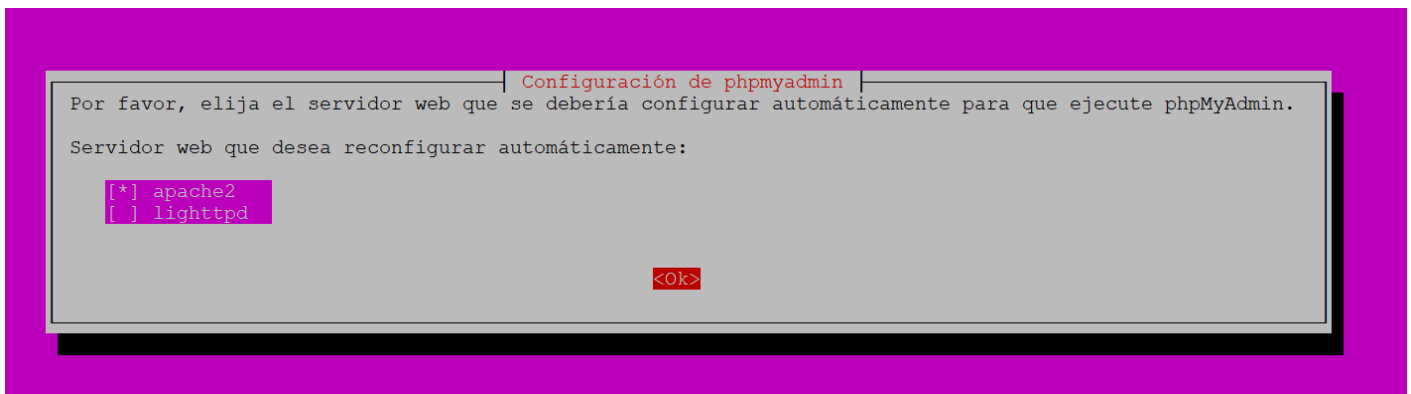 Configuración de phpmyadmin
Por favor, elija el servidor web que se debería configurar automáticamente para que ejecute phpMyAdmin.
Servidor web que desea reconfigurar automáticamente:
[*] apache2
[ ] lighttpd
<Ok>